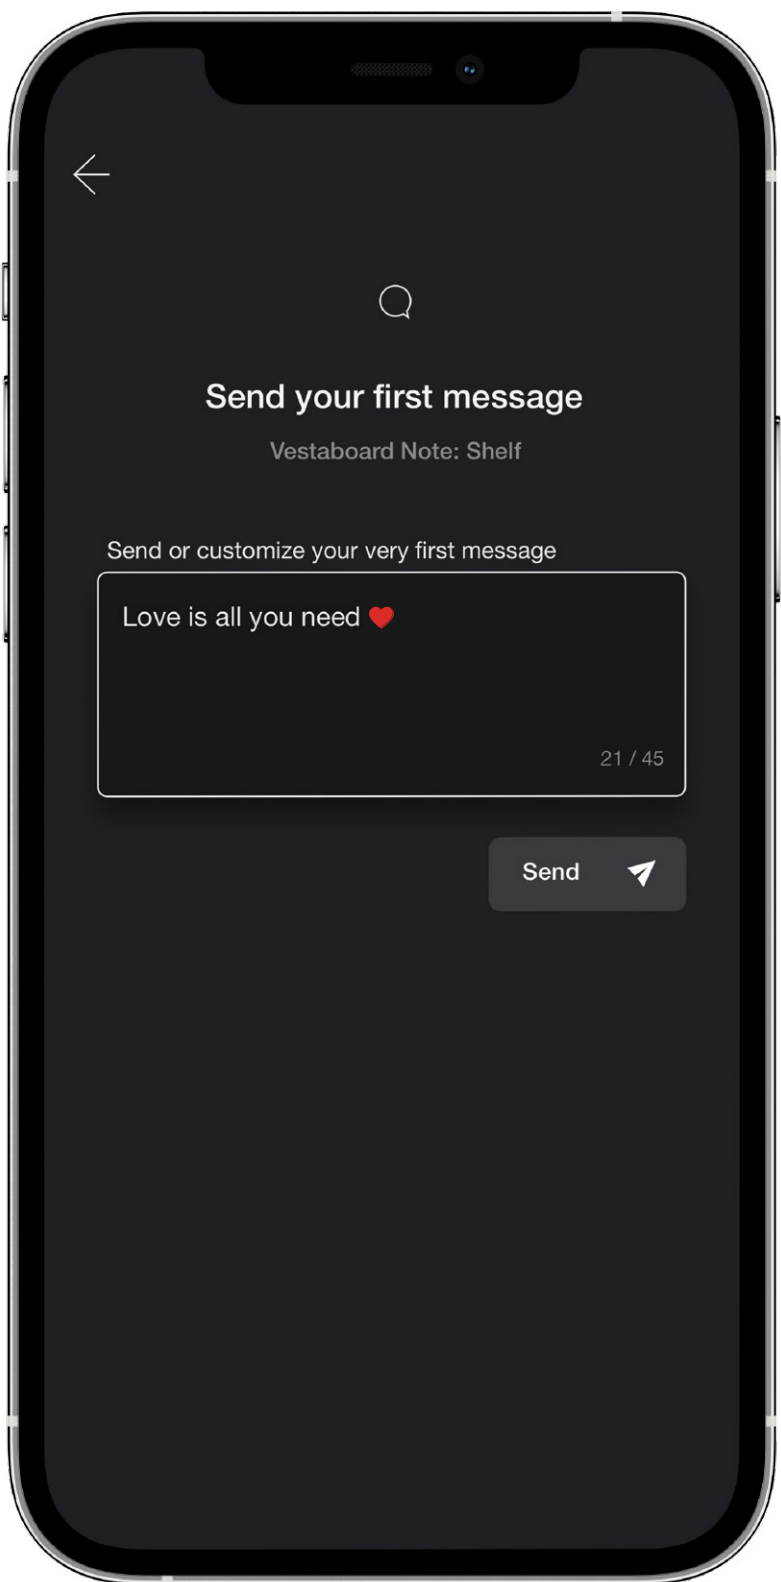 Send your first message
Vestaboard Note: Shelf
Send or customize your very first message
Love is all you need ❤️
21 / 45
Send